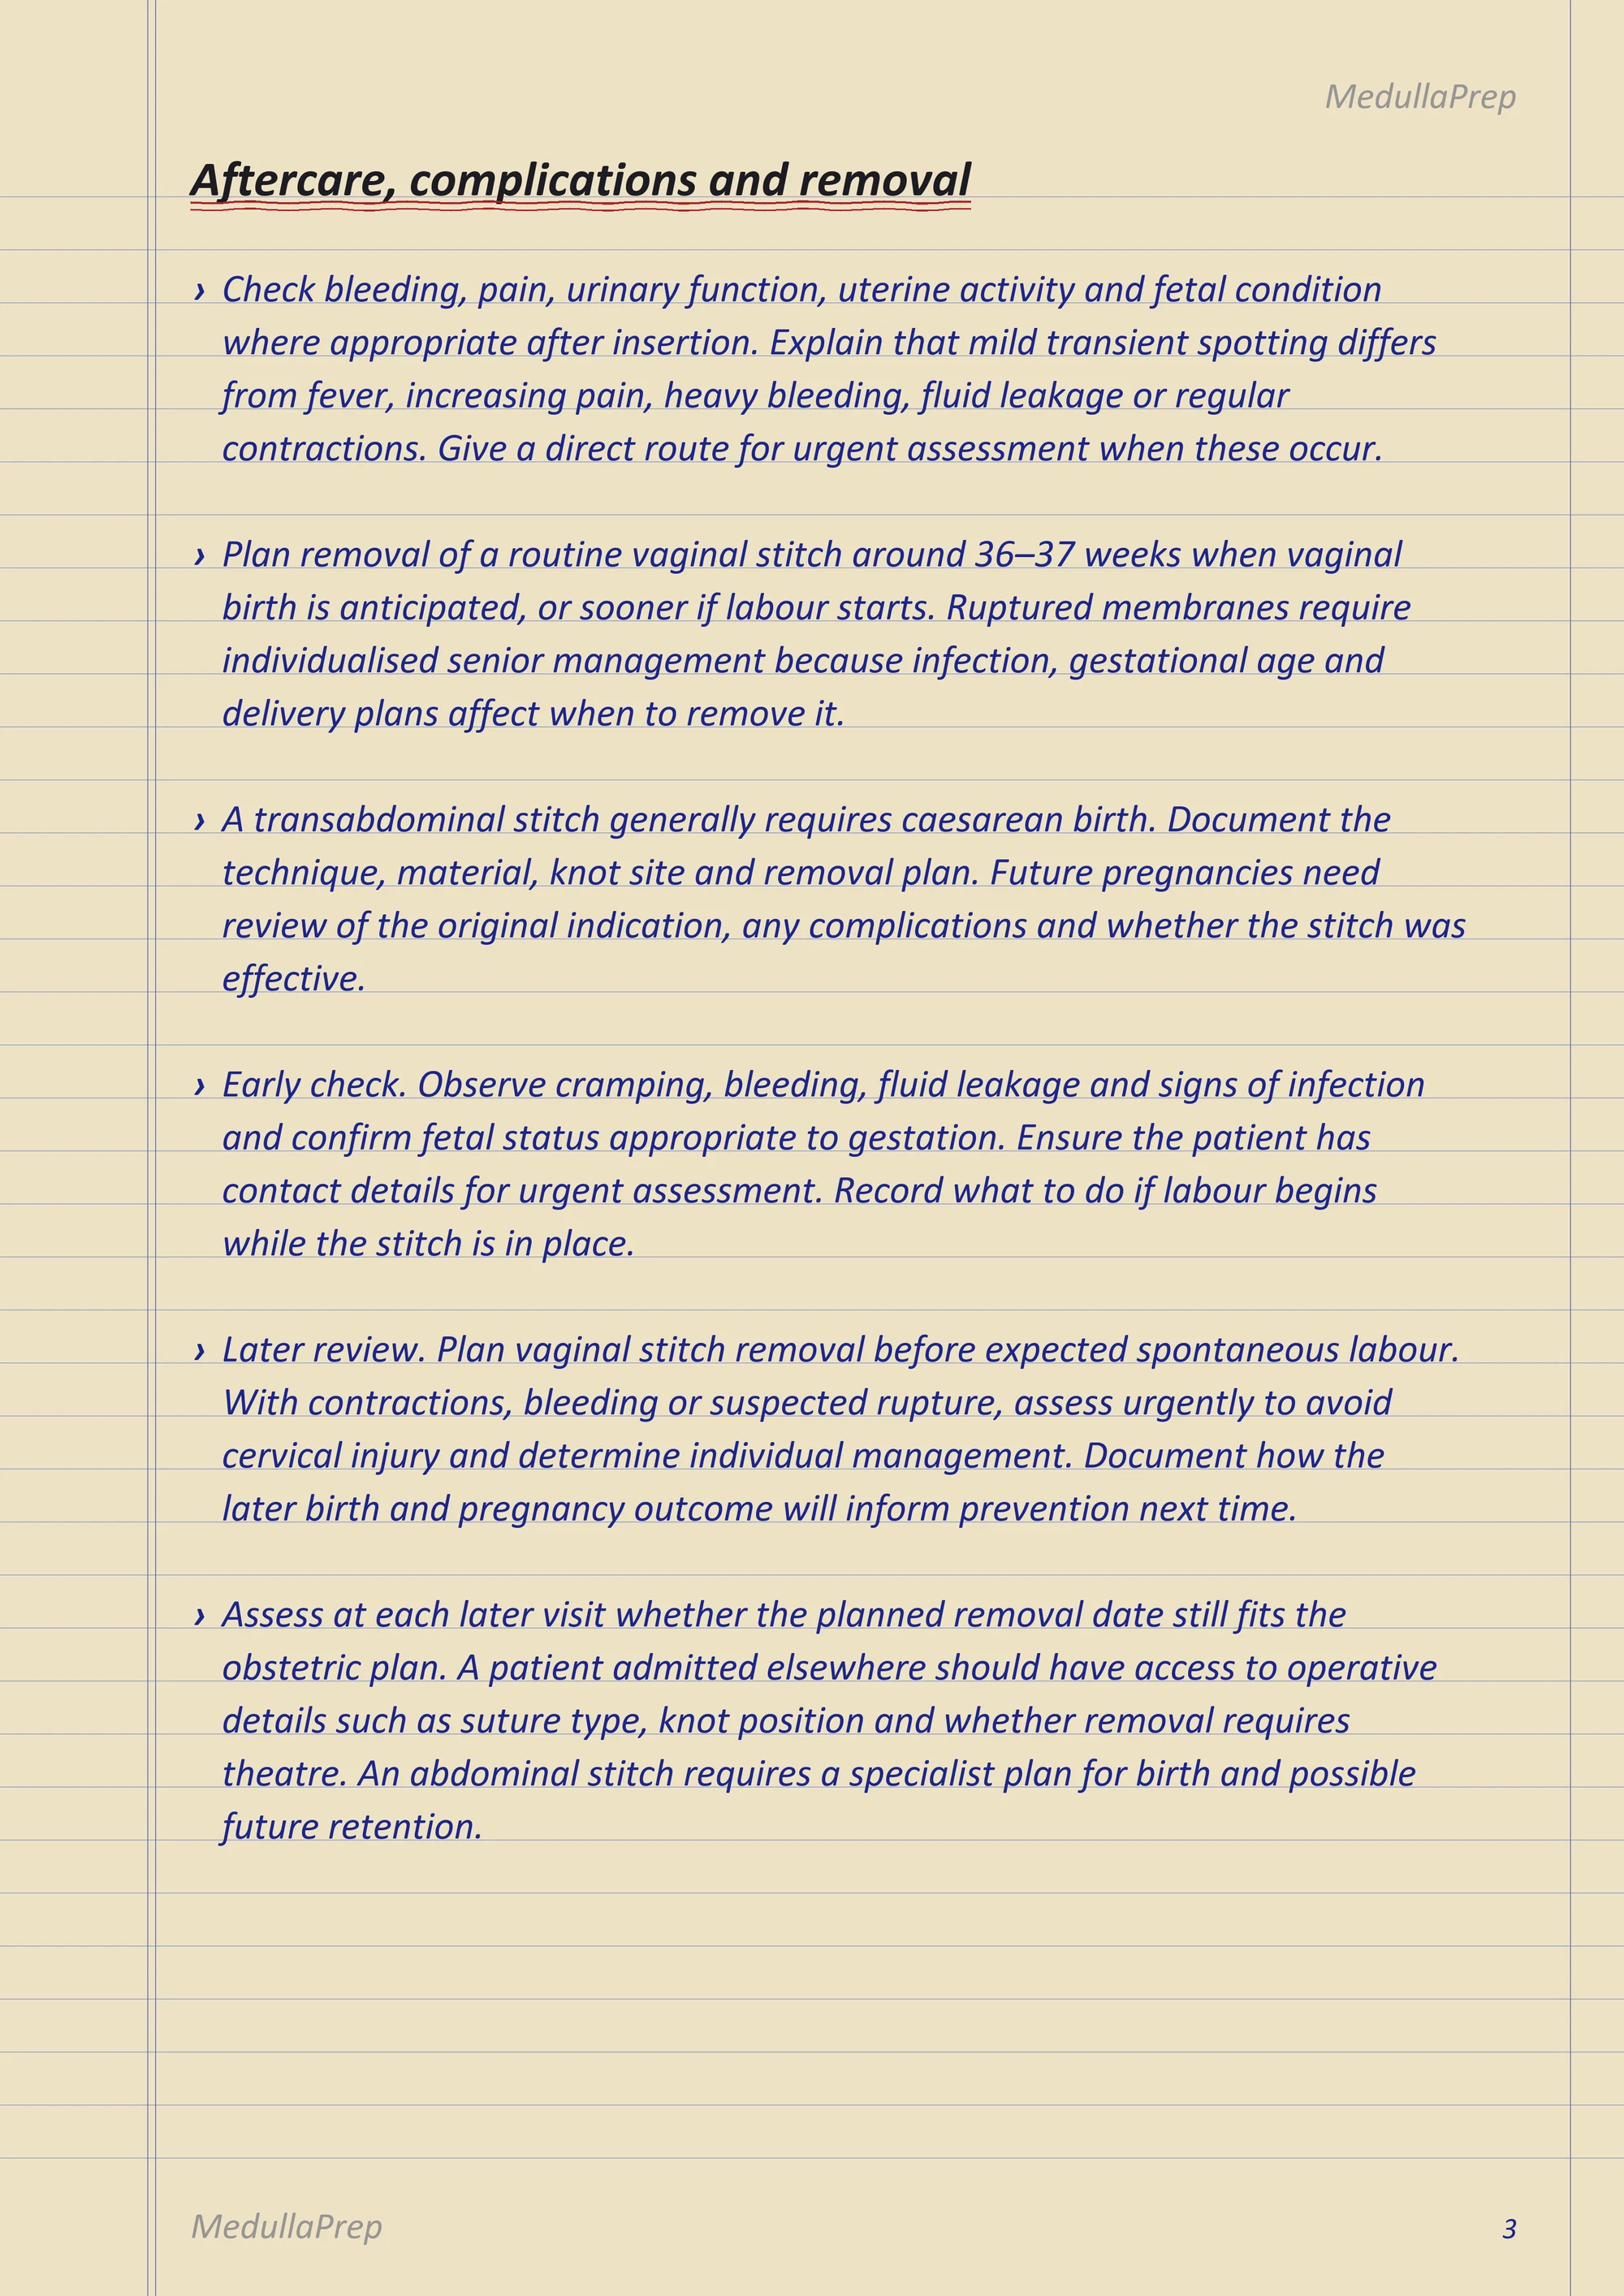 MedullaPrep
Aftercare, complications and removal
› Check bleeding, pain, urinary function, uterine activity and fetal condition
where appropriate after insertion. Explain that mild transient spotting differs
from fever, increasing pain, heavy bleeding, fluid leakage or regular
contractions. Give a direct route for urgent assessment when these occur.
› Plan removal of a routine vaginal stitch around 36–37 weeks when vaginal
birth is anticipated, or sooner if labour starts. Ruptured membranes require
individualised senior management because infection, gestational age and
delivery plans affect when to remove it.
› A transabdominal stitch generally requires caesarean birth. Document the
technique, material, knot site and removal plan. Future pregnancies need
review of the original indication, any complications and whether the stitch was
effective.
› Early check. Observe cramping, bleeding, fluid leakage and signs of infection
and confirm fetal status appropriate to gestation. Ensure the patient has
contact details for urgent assessment. Record what to do if labour begins
while the stitch is in place.
› Later review. Plan vaginal stitch removal before expected spontaneous labour.
With contractions, bleeding or suspected rupture, assess urgently to avoid
cervical injury and determine individual management. Document how the
later birth and pregnancy outcome will inform prevention next time.
› Assess at each later visit whether the planned removal date still fits the
obstetric plan. A patient admitted elsewhere should have access to operative
details such as suture type, knot position and whether removal requires
theatre. An abdominal stitch requires a specialist plan for birth and possible
future retention.
MedullaPrep
3